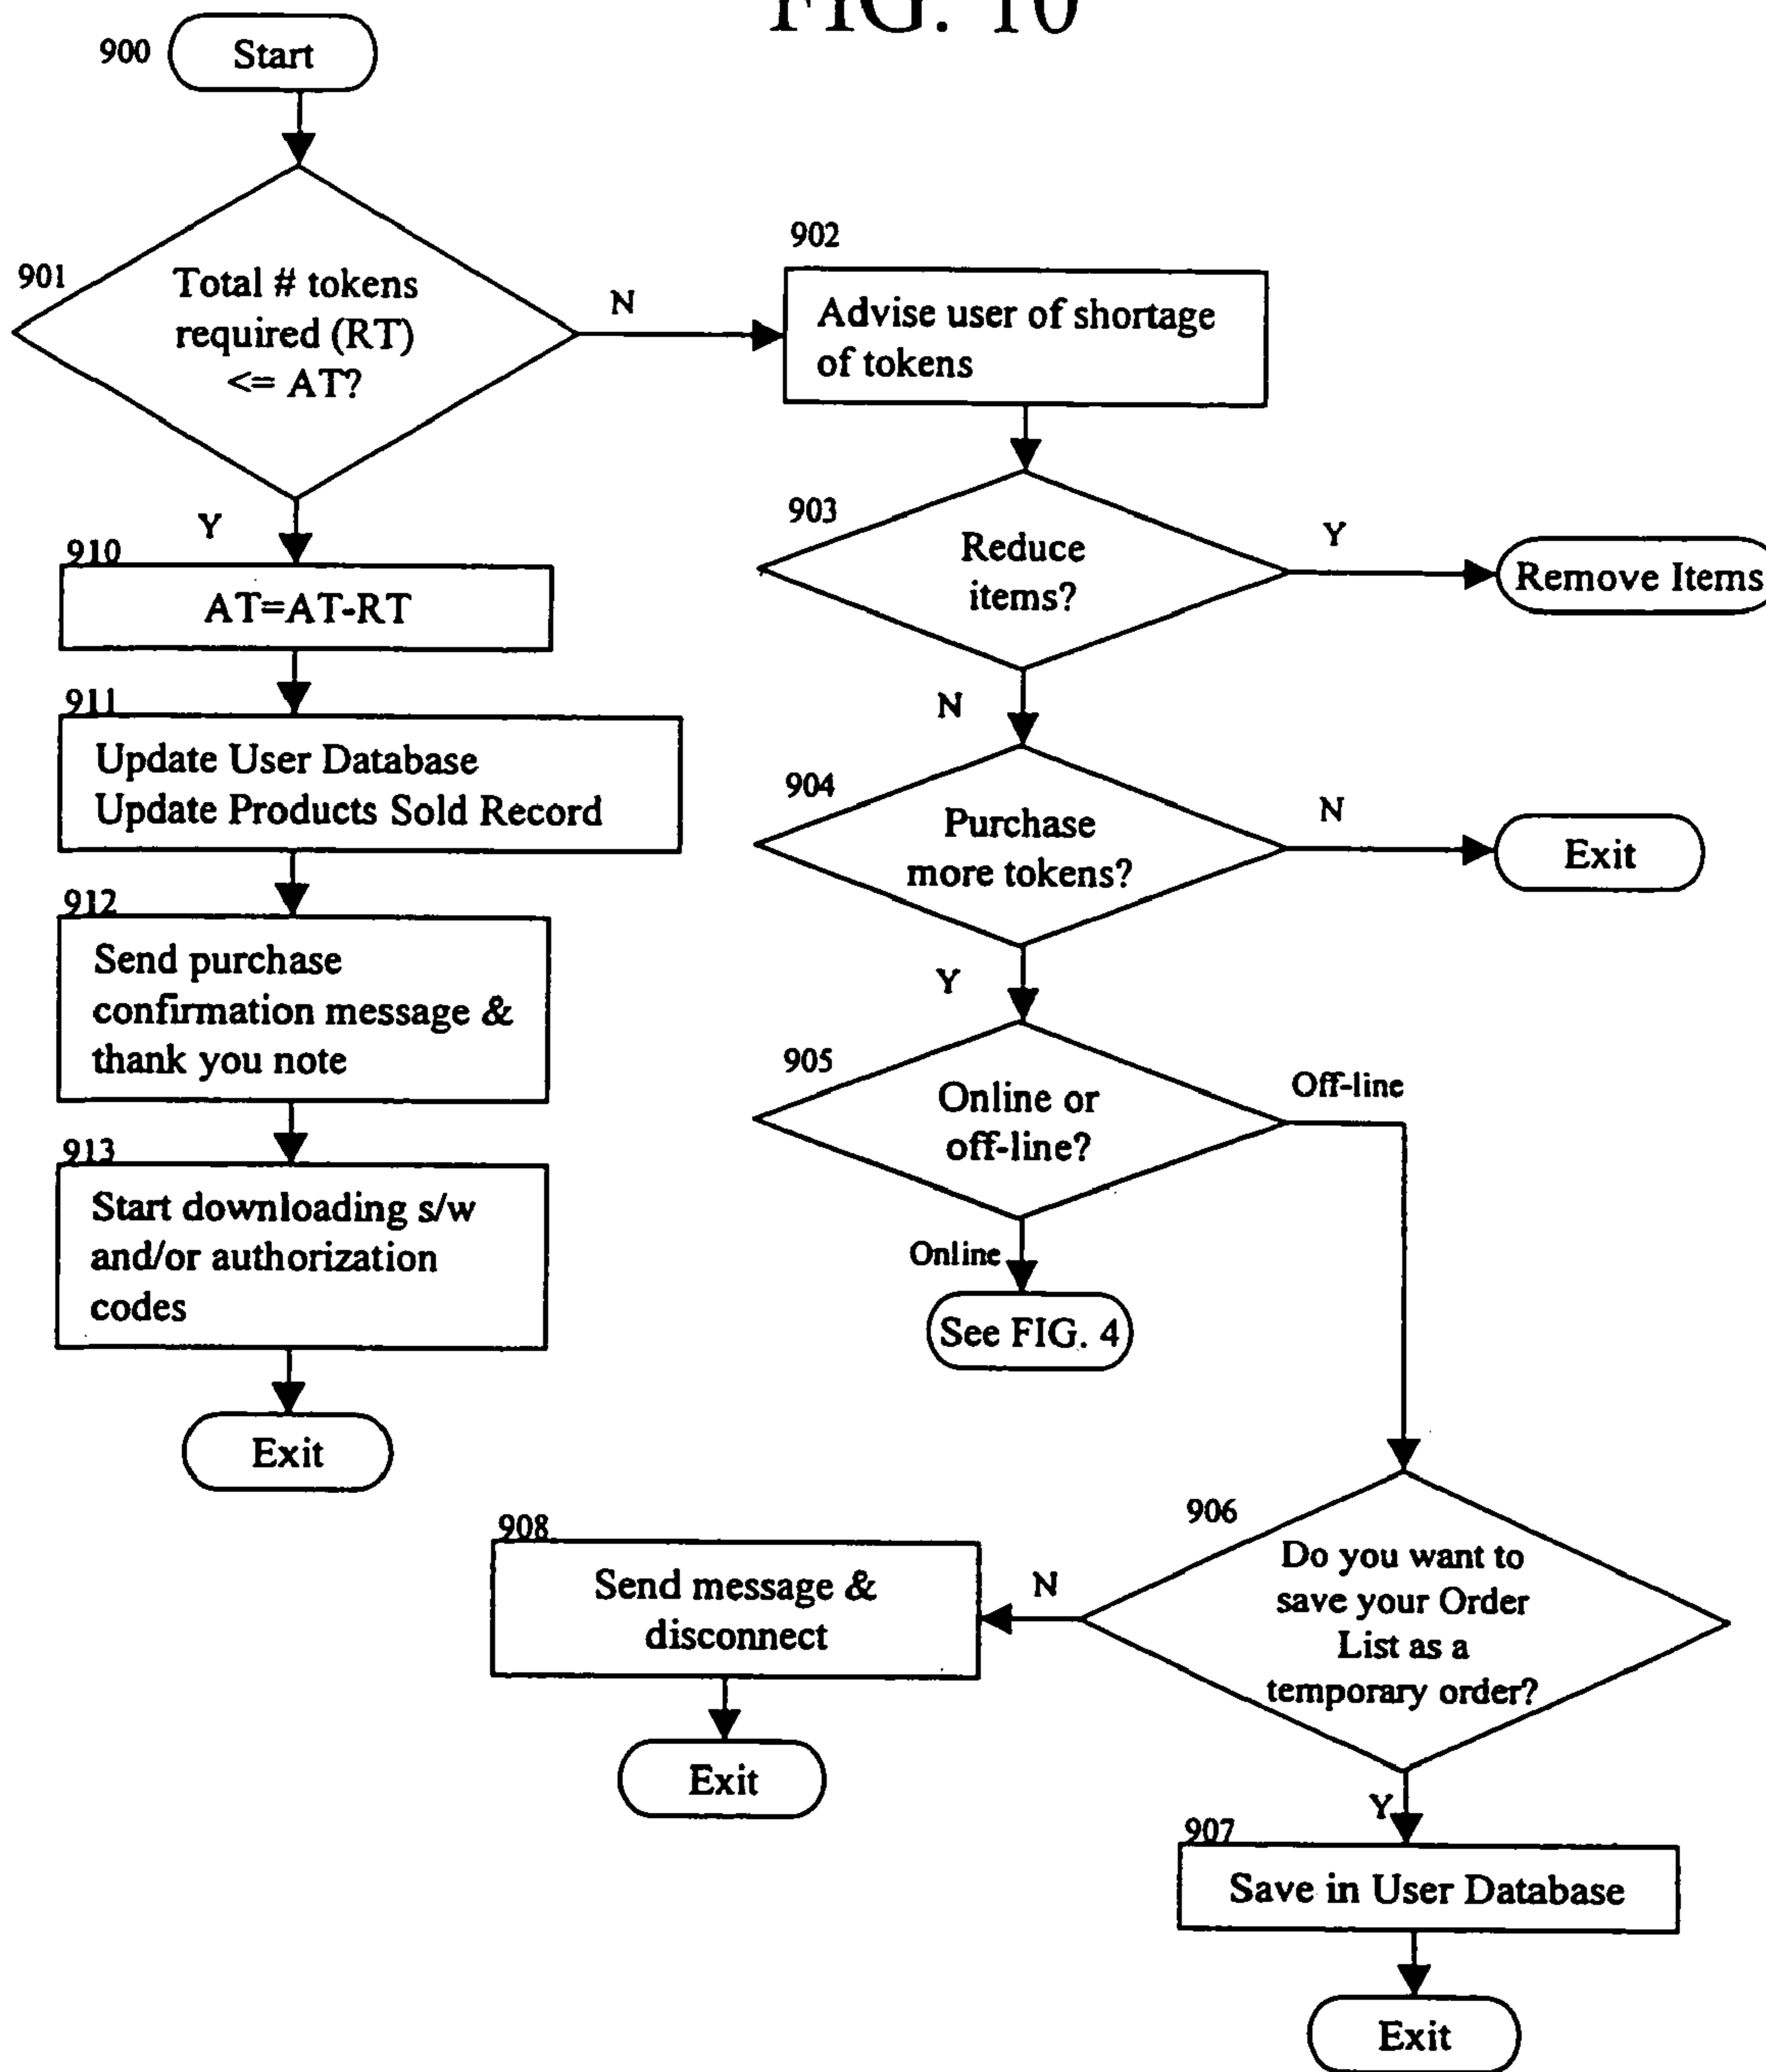 FIG. 10
900
Start
901
Total # tokens
required (RT)
<= AT?
N
902
Advise user of shortage
of tokens
Y
903
Reduce
items?
Y
Remove Items
910
AT=AT-RT
N
911
Update User Database
Update Products Sold Record
904
Purchase
more tokens?
N
Exit
912
Send purchase
confirmation message &
thank you note
Y
905
Online or
off-line?
Off-line
913
Start downloading s/w
and/or authorization
codes
Online
See FIG. 4
Exit
906
Do you want to
save your Order
List as a
temporary order?
N
908
Send message &
disconnect
Exit
Y
907
Save in User Database
Exit